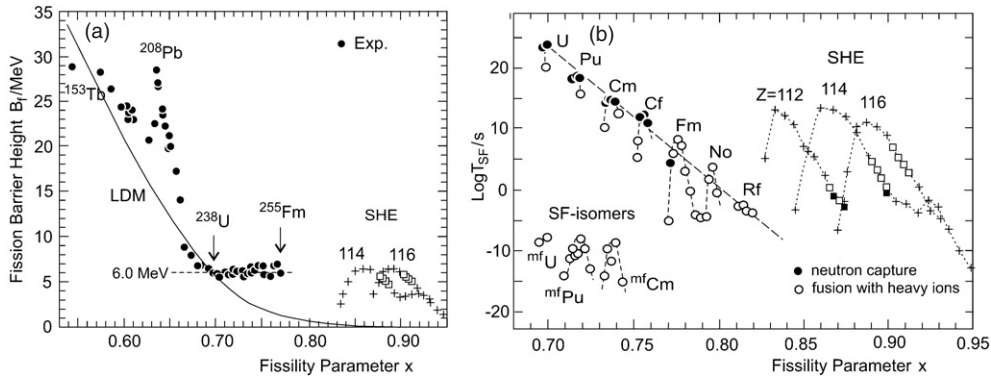 (a)
Fission Barrier Height B_f/MeV
35
30
25
20
15
10
5
0
²⁰⁸Pb
● Exp.
¹⁵³Tb
LDM
²³⁸U
²⁵⁵Fm
SHE
114 116
6.0 MeV
0.60 0.70 0.80 0.90
Fissility Parameter x
(b)
LogT_SF/s
+20
+10
0
-10
-20
U
Pu
Cm
Cf
Fm
No
Rf
SHE
Z=112 114 116
SF-isomers
ᵐᶠU
ᵐᶠPu
ᵐᶠCm
● neutron capture
○ fusion with heavy ions
0.70 0.75 0.80 0.85 0.90 0.95
Fissility Parameter x